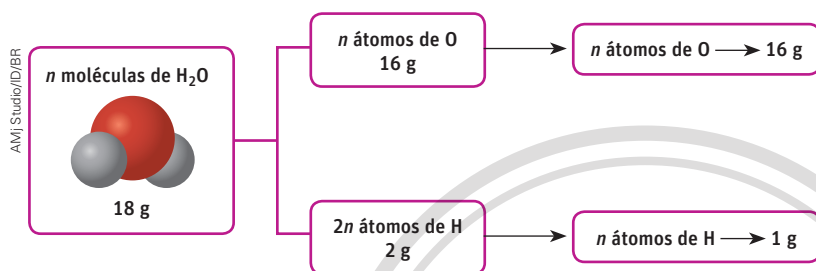 AMj Studio/ID/BR
n moléculas de H₂O
18 g
n átomos de O
16 g
n átomos de O → 16 g
2n átomos de H
2 g
n átomos de H → 1 g